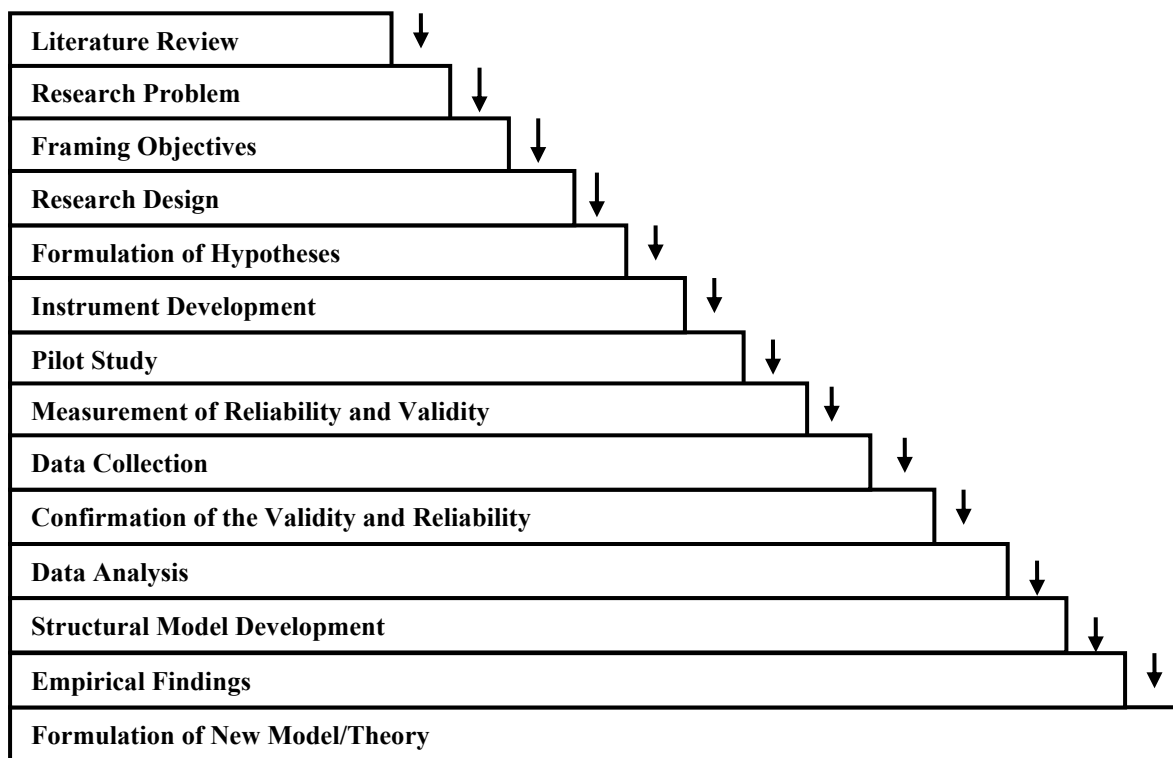 Literature Review
Research Problem
Framing Objectives
Research Design
Formulation of Hypotheses
Instrument Development
Pilot Study
Measurement of Reliability and Validity
Data Collection
Confirmation of the Validity and Reliability
Data Analysis
Structural Model Development
Empirical Findings
Formulation of New Model/Theory